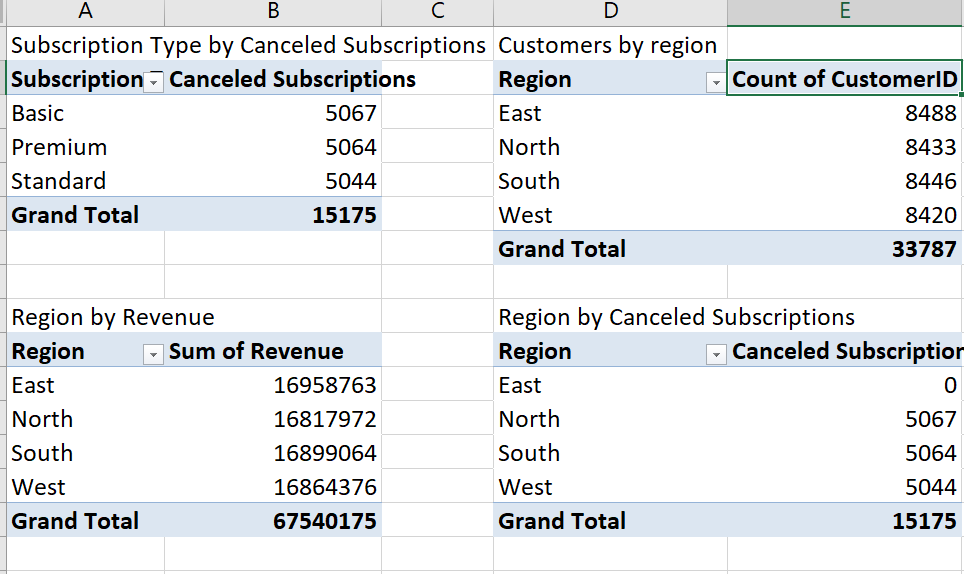 A B C D E
Subscription Type by Canceled Subscriptions Customers by region
Subscription Canceled Subscriptions Region Count of CustomerID
Basic 5067 East 8488
Premium 5064 North 8433
Standard 5044 South 8446
Grand Total 15175 West 8420
Grand Total 33787
Region by Revenue Region by Canceled Subscriptions
Region Sum of Revenue Region Canceled Subscription
East 16958763 East 0
North 16817972 North 5067
South 16899064 South 5064
West 16864376 West 5044
Grand Total 67540175 Grand Total 15175